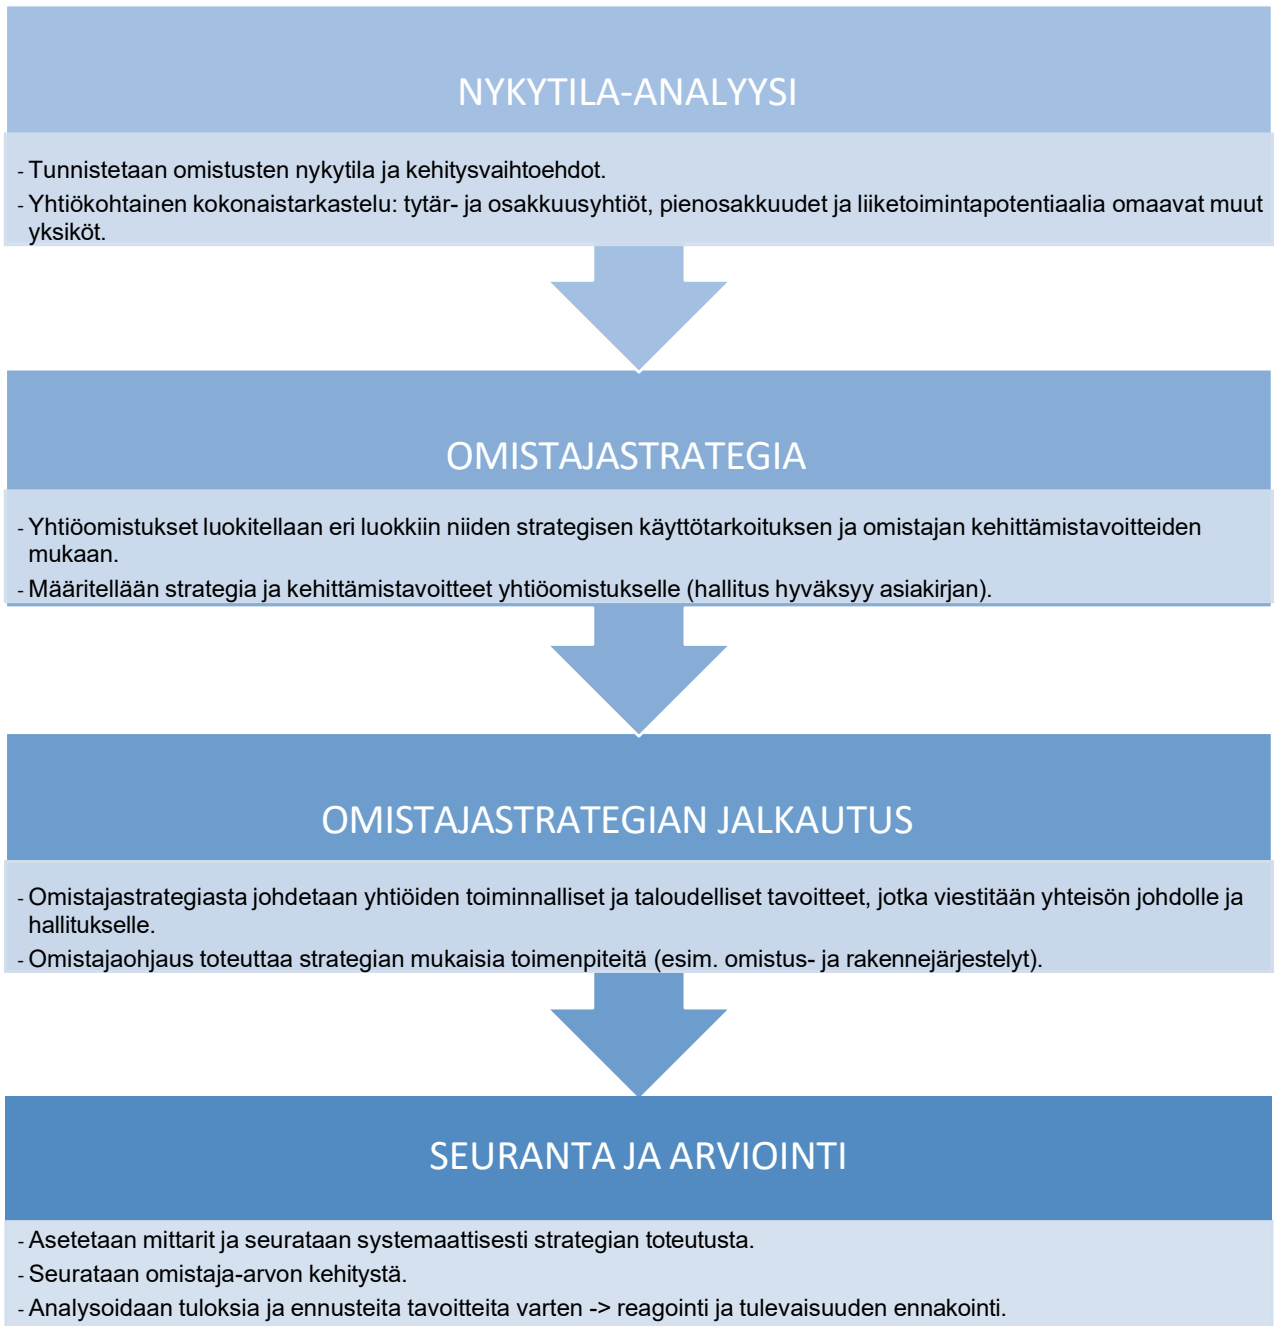 NYKYTILA-ANALYYSI
- Tunnistetaan omistusten nykytila ja kehitysvaihtoehdot.
- Yhtiökohtainen kokonaistarkastelu: tytär- ja osakkuusyhtiöt, pienosakkuudet ja liiketoimintapotentiaalia omaavat muut
yksiköt.
OMISTAJASTRATEGIA
- Yhtiöomistukset luokitellaan eri luokkiin niiden strategisen käyttötarkoituksen ja omistajan kehittämistavoitteiden
mukaan.
- Määritellään strategia ja kehittämistavoitteet yhtiöomistukselle (hallitus hyväksyy asiakirjan).
OMISTAJASTRATEGIAN JALKAUTUS
- Omistajastrategiasta johdetaan yhtiöiden toiminnalliset ja taloudelliset tavoitteet, jotka viestitään yhteisön johdolle ja
hallitukselle.
- Omistajaohjaus toteuttaa strategian mukaisia toimenpiteitä (esim. omistus- ja rakennejärjestelyt).
SEURANTA JA ARVIOINTI
- Asetetaan mittarit ja seurataan systemaattisesti strategian toteutusta.
- Seurataan omistaja-arvon kehitystä.
- Analysoidaan tuloksia ja ennusteita tavoitteita varten -> reagointi ja tulevaisuuden ennakointi.